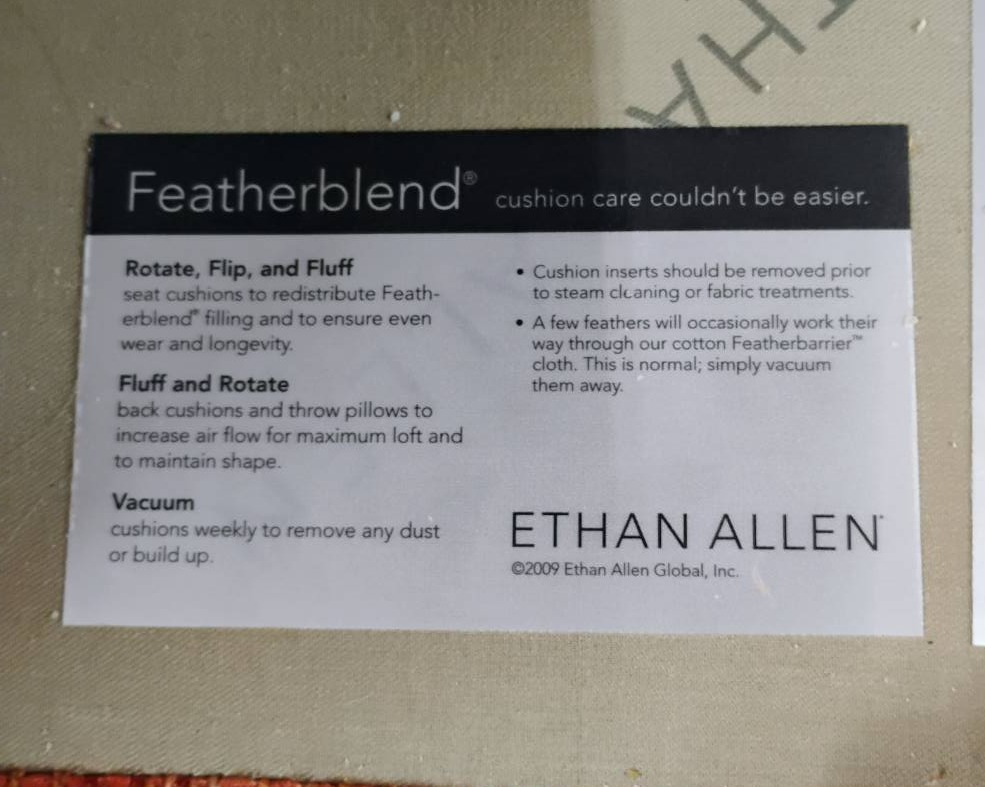 THA
Featherblend® cushion care couldn't be easier.
Rotate, Flip, and Fluff
seat cushions to redistribute Feath-
erblend® filling and to ensure even
wear and longevity.
Fluff and Rotate
back cushions and throw pillows to
increase air flow for maximum loft and
to maintain shape.
Vacuum
cushions weekly to remove any dust
or build up.
• Cushion inserts should be removed prior
to steam cleaning or fabric treatments.
• A few feathers will occasionally work their
way through our cotton Featherbarrier™
cloth. This is normal; simply vacuum
them away.
ETHAN ALLEN®
©2009 Ethan Allen Global, Inc.